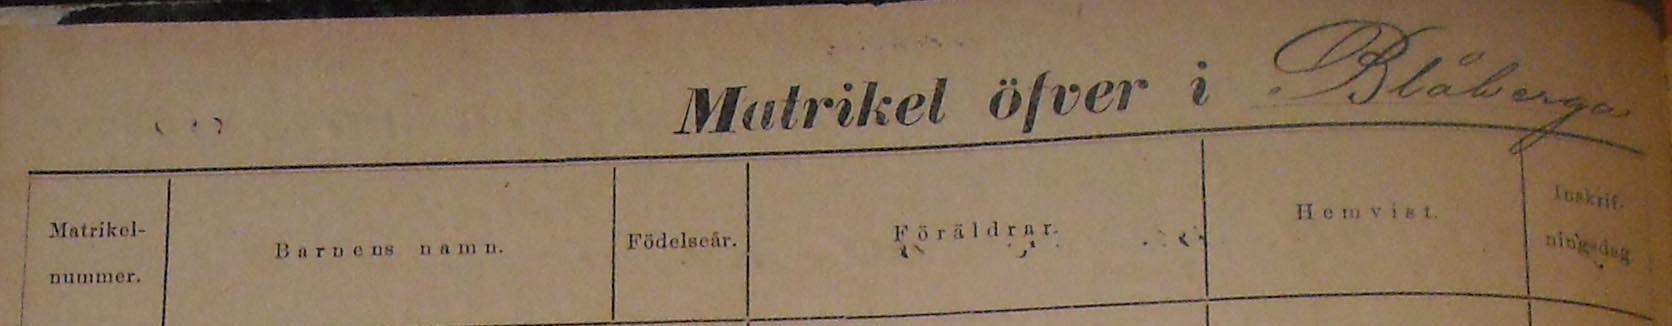 Matrikel öfver i Blåberga
Matrikel-
nummer.
Barnens namn.
Födelseår.
Föräldrar.
Hemvist.
Inskrif-
ningsdag